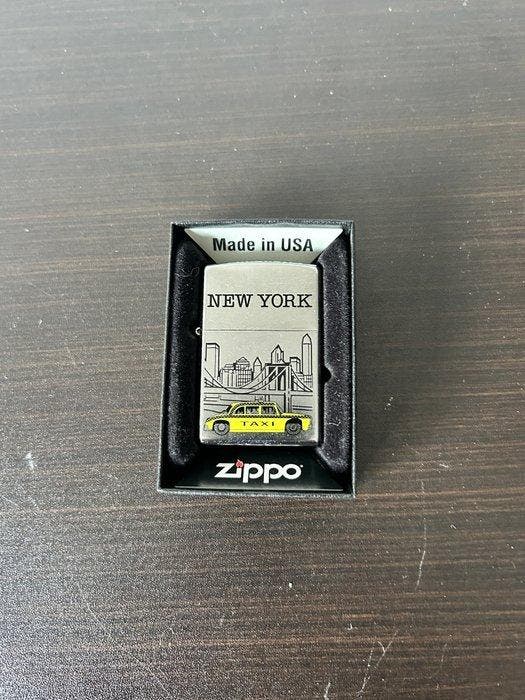 Made in USA
NEW YORK
TAXI
zippo